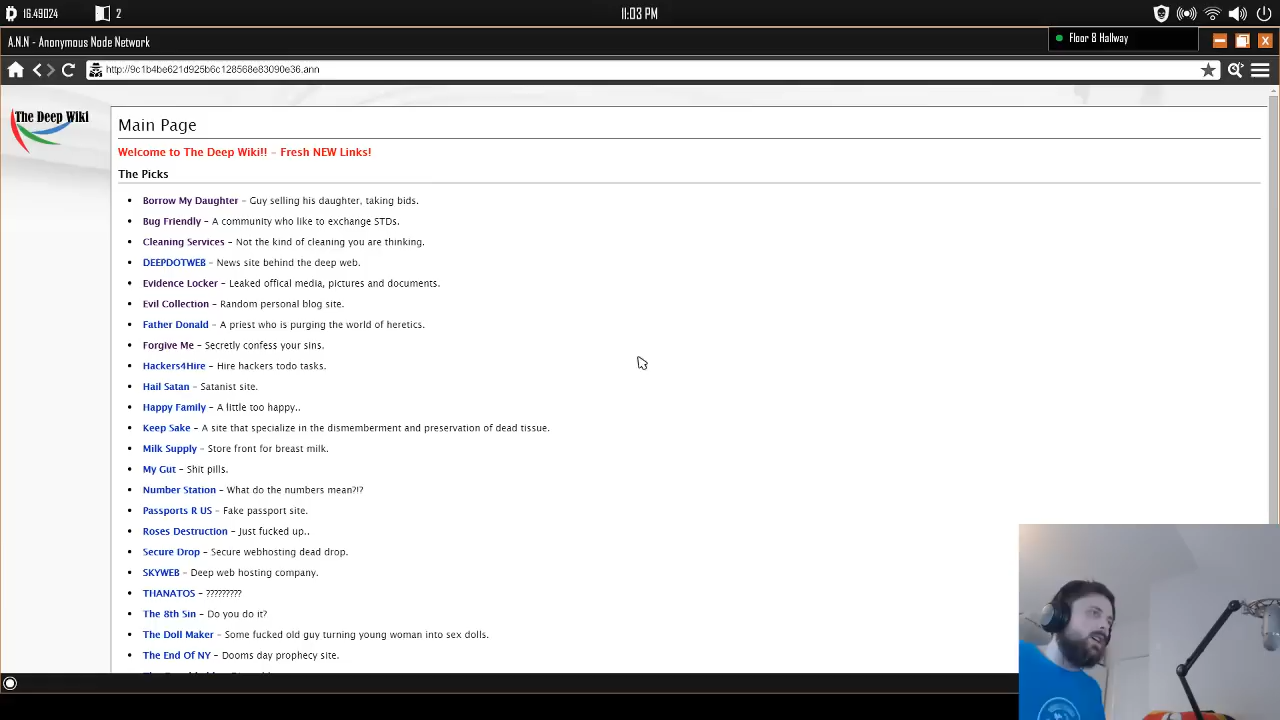 16.49024
2
11:03 PM
A.N.N - Anonymous Node Network
Floor 8 Hallway
http://9c1b4be621d925b6c128568e83090e36.ann
The Deep Wiki
Main Page
Welcome to The Deep Wiki!! - Fresh NEW Links!
The Picks
Borrow My Daughter - Guy selling his daughter, taking bids.
Bug Friendly - A community who like to exchange STDs.
Cleaning Services - Not the kind of cleaning you are thinking.
DEEPDOTWEB - News site behind the deep web.
Evidence Locker - Leaked offical media, pictures and documents.
Evil Collection - Random personal blog site.
Father Donald - A priest who is purging the world of heretics.
Forgive Me - Secretly confess your sins.
Hackers4Hire - Hire hackers todo tasks.
Hail Satan - Satanist site.
Happy Family - A little too happy..
Keep Sake - A site that specialize in the dismemberment and preservation of dead tissue.
Milk Supply - Store front for breast milk.
My Gut - Shit pills.
Number Station - What do the numbers mean?!?
Passports R US - Fake passport site.
Roses Destruction - Just fucked up..
Secure Drop - Secure webhosting dead drop.
SKYWEB - Deep web hosting company.
THANATOS - ?????????
The 8th Sin - Do you do it?
The Doll Maker - Some fucked old guy turning young woman into sex dolls.
The End Of NY - Dooms day prophecy site.